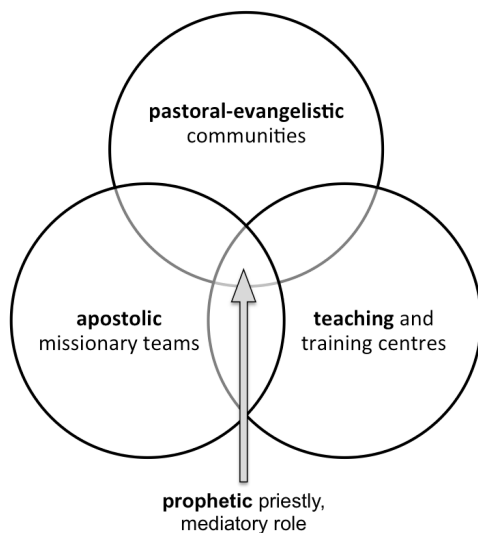 pastoral-evangelistic
communities
apostolic
missionary teams
teaching and
training centres
prophetic priestly,
mediatory role